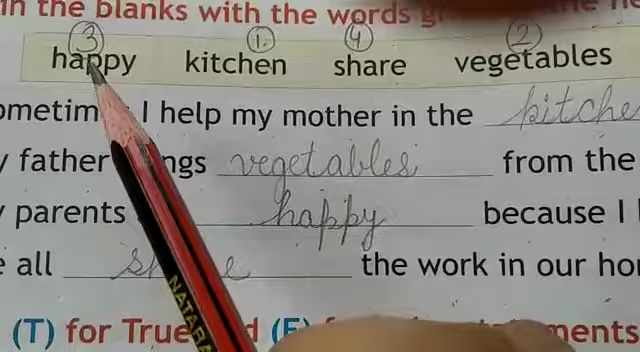 in the blanks with the words
3 1. 4 2
happy kitchen share vegetables
ometim I help my mother in the kitche
y father ngs vegetables from the
y parents happy because I
e all the work in our ho
(T) for True d (F) ments
NATARA